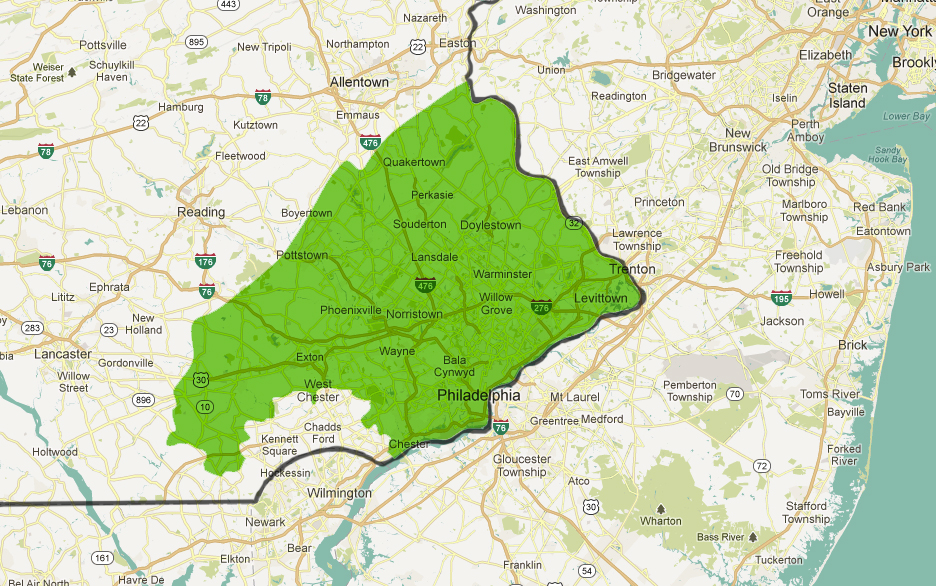 Washington
New York
East
Orange
443
Nazareth
895
Pottsville
New Tripoli
Northampton
22
Easton
Elizabeth
Brookly
Weiser
State Forest
Schuylkill
Haven
Allentown
Union
Bridgewater
Staten
Island
Readington
Iselin
78
Hamburg
22
Emmaus
Kutztown
Perth
Amboy
Lower Bay
New
Brunswick
476
78
Fleetwood
Quakertown
East Amwell
Township
Sandy
Hook Bay
Old Bridge
Township
Perkasie
Princeton
Marlboro
Township
Red Bank
Lebanon
Reading
Boyertown
Souderton
Doylestown
32
Eatontown
Lawrence
Township
Pottstown
Lansdale
Freehold
Township
76
176
Warminster
Trenton
Asbury Park
Ephrata
76
476
Lititz
Willow
Grove
276
Levittown
195
Howell
Phoenixville
Norristown
Jackson
283
23
New
Holland
Lancaster
Gordonville
Exton
Wayne
Bala
Cynwyd
Brick
Willow
Street
30
West
Chester
Philadelphia
Mt Laurel
Pemberton
Township
70
Toms River
896
10
Bayville
76
Greentree
Medford
Chadds
Ford
Kennett
Square
Chester
Holtwood
Forked
River
Gloucester
Township
72
Hockessin
Atco
Wilmington
30
Stafford
Township
Wharton
Newark
Bass River
Bear
161
Elkton
Tuckerton
Franklin
54
Bel Air North
Havre De